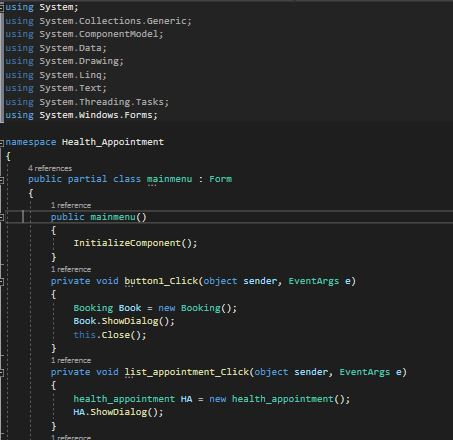 using System;
using System.Collections.Generic;
using System.ComponentModel;
using System.Data;
using System.Drawing;
using System.Linq;
using System.Text;
using System.Threading.Tasks;
using System.Windows.Forms;
namespace Health_Appointment
{
4 references
public partial class mainmenu : Form
{
1 reference
public mainmenu()
{
InitializeComponent();
}
1 reference
private void button1_Click(object sender, EventArgs e)
{
Booking Book = new Booking();
Book.ShowDialog();
this.Close();
}
1 reference
private void list_appointment_Click(object sender, EventArgs e)
{
health_appointment HA = new health_appointment();
HA.ShowDialog();
}
1 reference